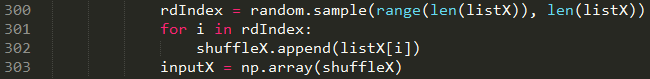 300 rdIndex = random.sample(range(len(listX)), len(listX))
301 for i in rdIndex:
302 shuffleX.append(listX[i])
303 inputX = np.array(shuffleX)